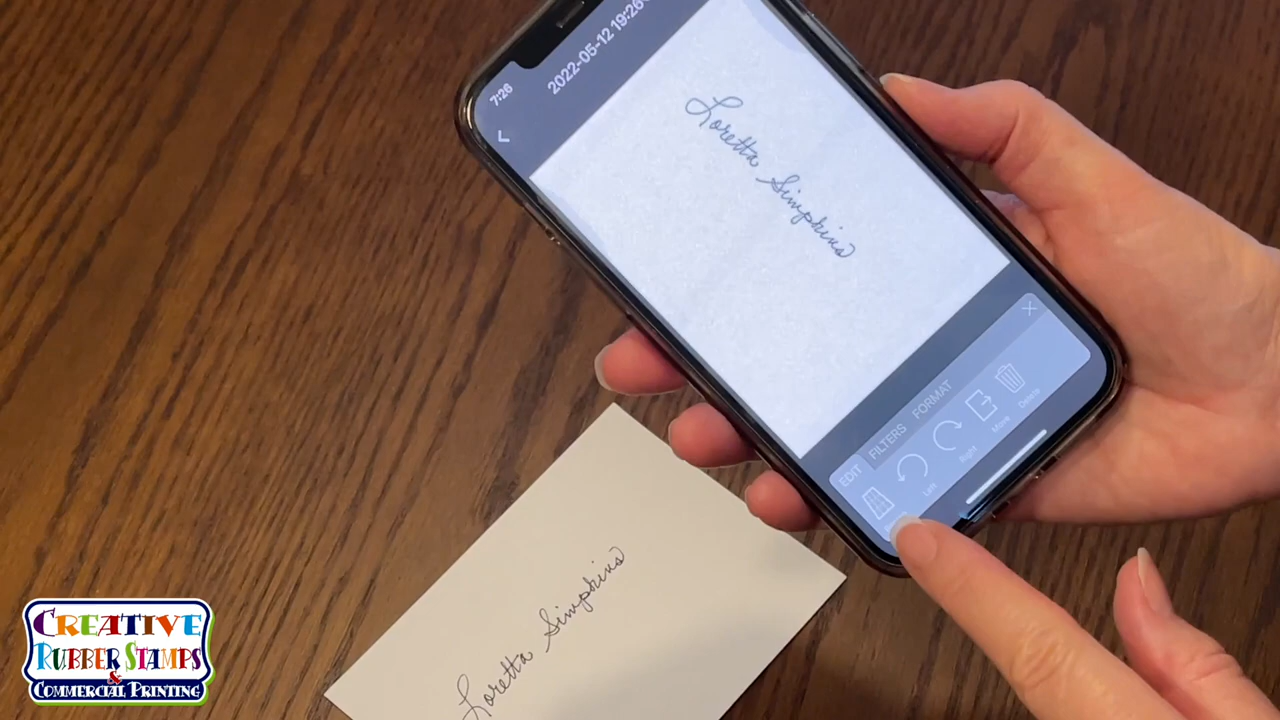 7:26
2022-05-12 19:26
Loretta Simpkins
EDIT FILTERS FORMAT
Left Right Move Delete
Loretta Simpkins
CREATIVE
RUBBER STAMPS
&
COMMERCIAL PRINTING